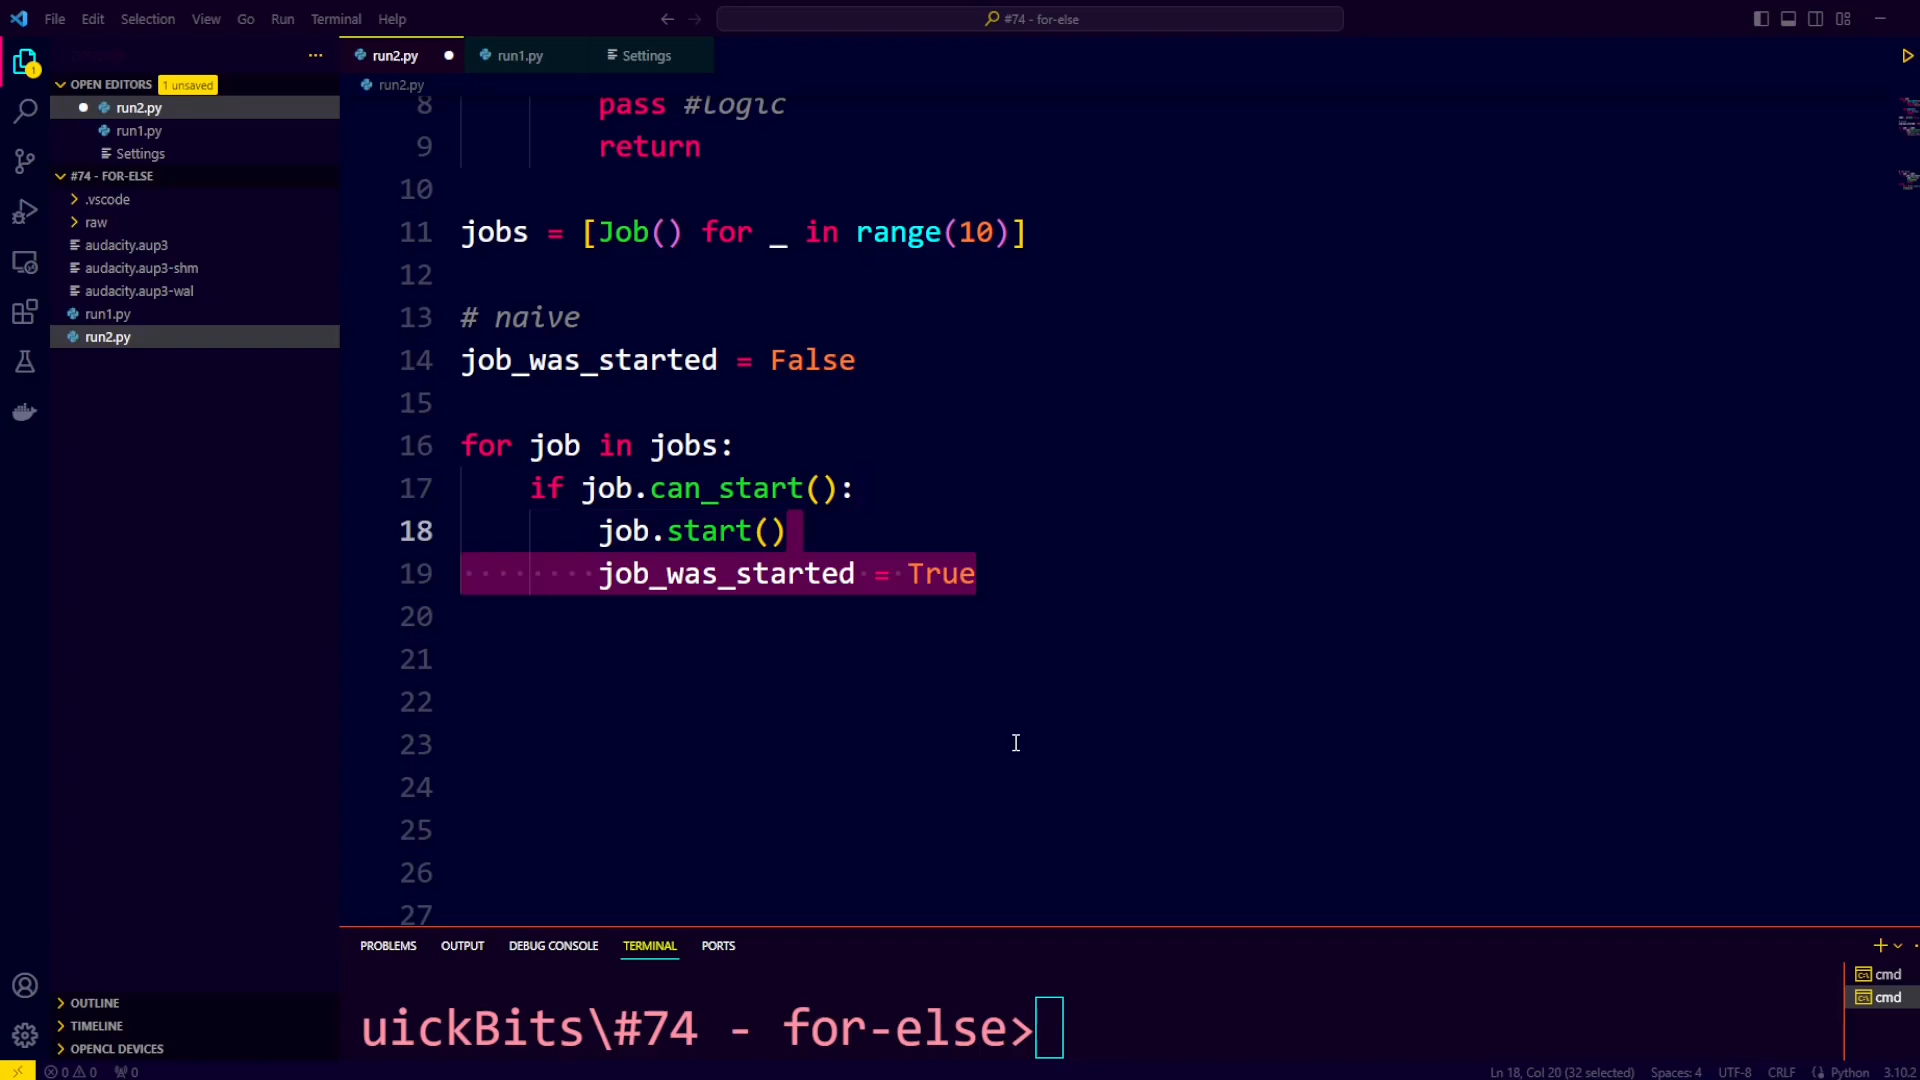 File Edit Selection View Go Run Terminal Help
#74 - for-else
run2.py run1.py Settings
OPEN EDITORS 1 unsaved
run2.py
run1.py
Settings
#74 - FOR-ELSE
.vscode
raw
audacity.aup3
audacity.aup3-shm
audacity.aup3-wal
run1.py
run2.py
OUTLINE
TIMELINE
OPENCL DEVICES
1
run2.py
8 pass #logic
9 return
10
11 jobs = [Job() for _ in range(10)]
12
13 # naive
14 job_was_started = False
15
16 for job in jobs:
17 if job.can_start():
18 job.start()
19 job_was_started = True
20
21
22
23
24
25
26
27
PROBLEMS OUTPUT DEBUG CONSOLE TERMINAL PORTS
uickBits\#74 - for-else>
cmd
cmd
0 0 0
Ln 18, Col 20 (32 selected) Spaces: 4 UTF-8 CRLF Python 3.10.2